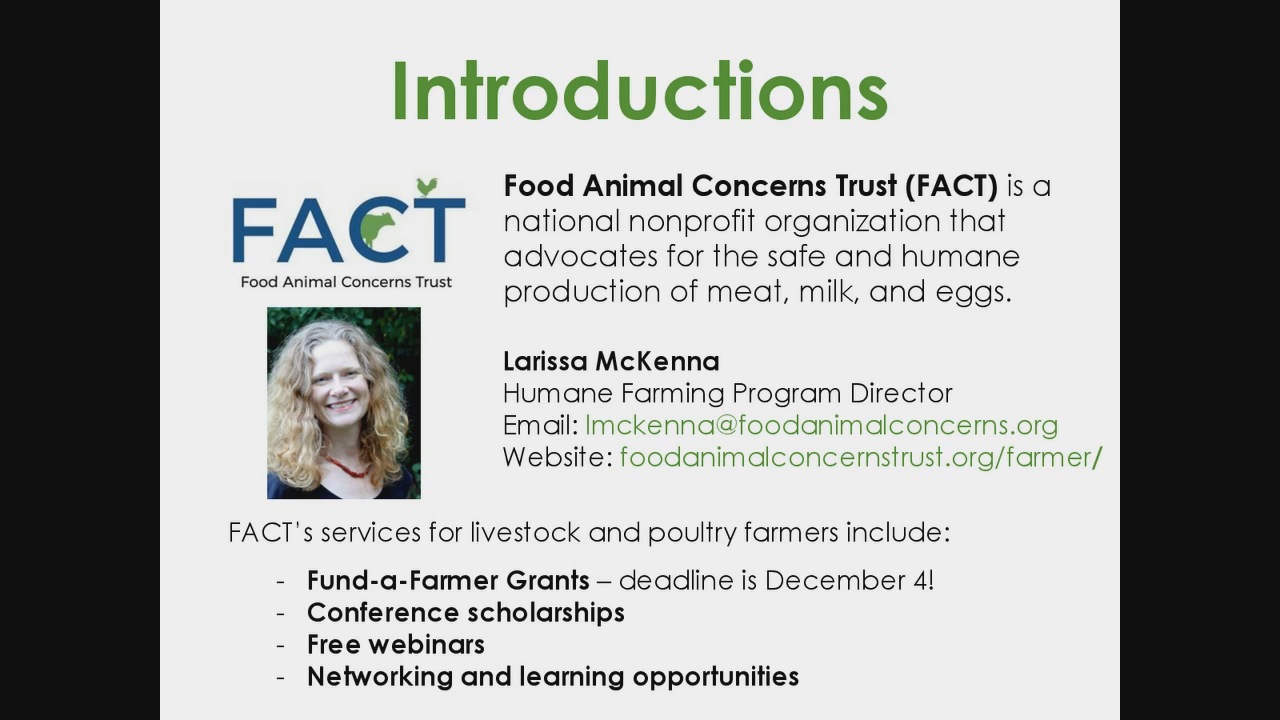 Introductions
FACT
Food Animal Concerns Trust
Food Animal Concerns Trust (FACT) is a
national nonprofit organization that
advocates for the safe and humane
production of meat, milk, and eggs.
Larissa McKenna
Humane Farming Program Director
Email: lmckenna@foodanimalconcerns.org
Website: foodanimalconcernstrust.org/farmer/
FACT's services for livestock and poultry farmers include:
- Fund-a-Farmer Grants – deadline is December 4!
- Conference scholarships
- Free webinars
- Networking and learning opportunities